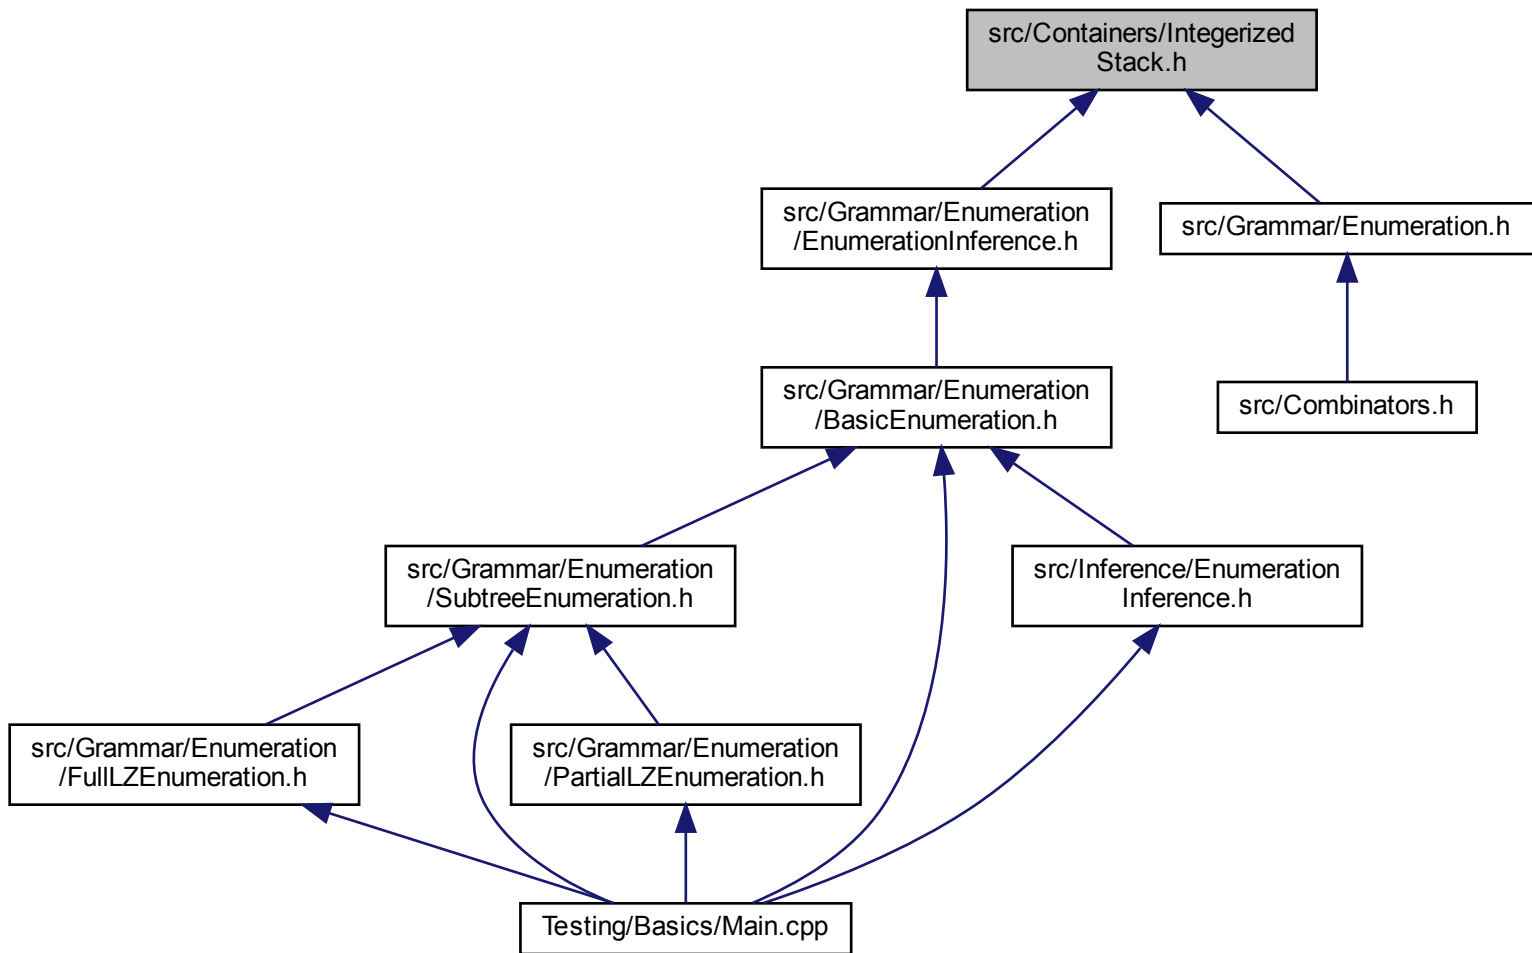 src/Containers/Integerized
Stack.h
src/Grammar/Enumeration
/EnumerationInference.h
src/Grammar/Enumeration.h
src/Grammar/Enumeration
/BasicEnumeration.h
src/Combinators.h
src/Grammar/Enumeration
/SubtreeEnumeration.h
src/Inference/Enumeration
Inference.h
src/Grammar/Enumeration
/FullLZEnumeration.h
src/Grammar/Enumeration
/PartialLZEnumeration.h
Testing/Basics/Main.cpp